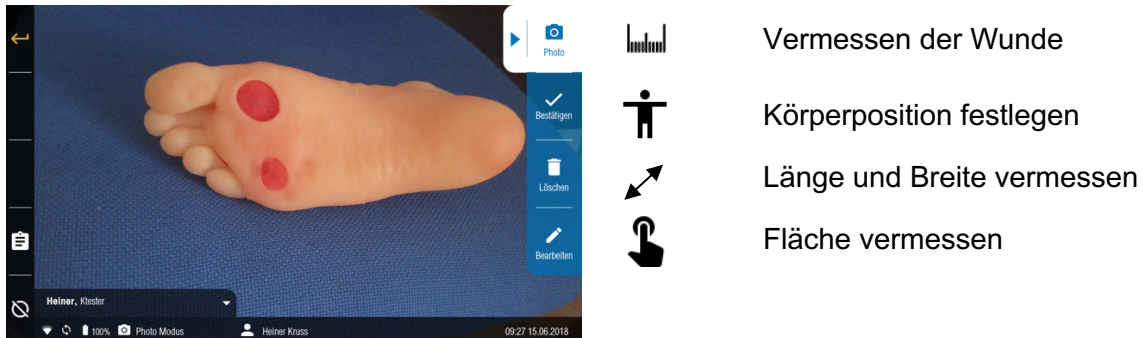 Photo
Bestätigen
Löschen
Bearbeiten
Heiner, Ktester
100%
Photo Modus
Heiner Kruss
09:27 15.06.2018
Vermessen der Wunde
Körperposition festlegen
Länge und Breite vermessen
Fläche vermessen